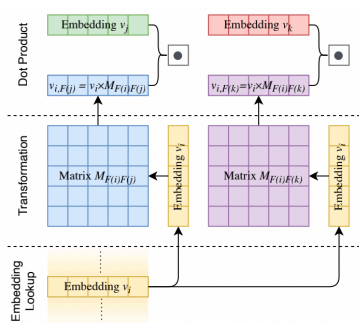 Dot Product
Embedding v_j
Embedding v_k
v_{i,F(j)} = v_i×M_{F(i)F(j)}
v_{i,F(k)}=v_i×M_{F(i)F(k)}
Transformation
Matrix M_{F(i)F(j)}
Embedding v_i
Matrix M_{F(i)F(k)}
Embedding v_i
Embedding
Lookup
Embedding v_i